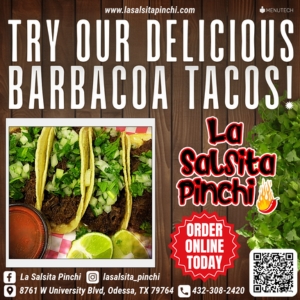 www.lasalsitapinchi.com
MENUTECH
TRY OUR DELICIOUS
BARBACOA TACOS!
La
Salsita
Pinchi
ORDER
ONLINE
TODAY
La Salsita Pinchi lasalsita_pinchi
8761 W University Blvd, Odessa, TX 79764 432-308-2420